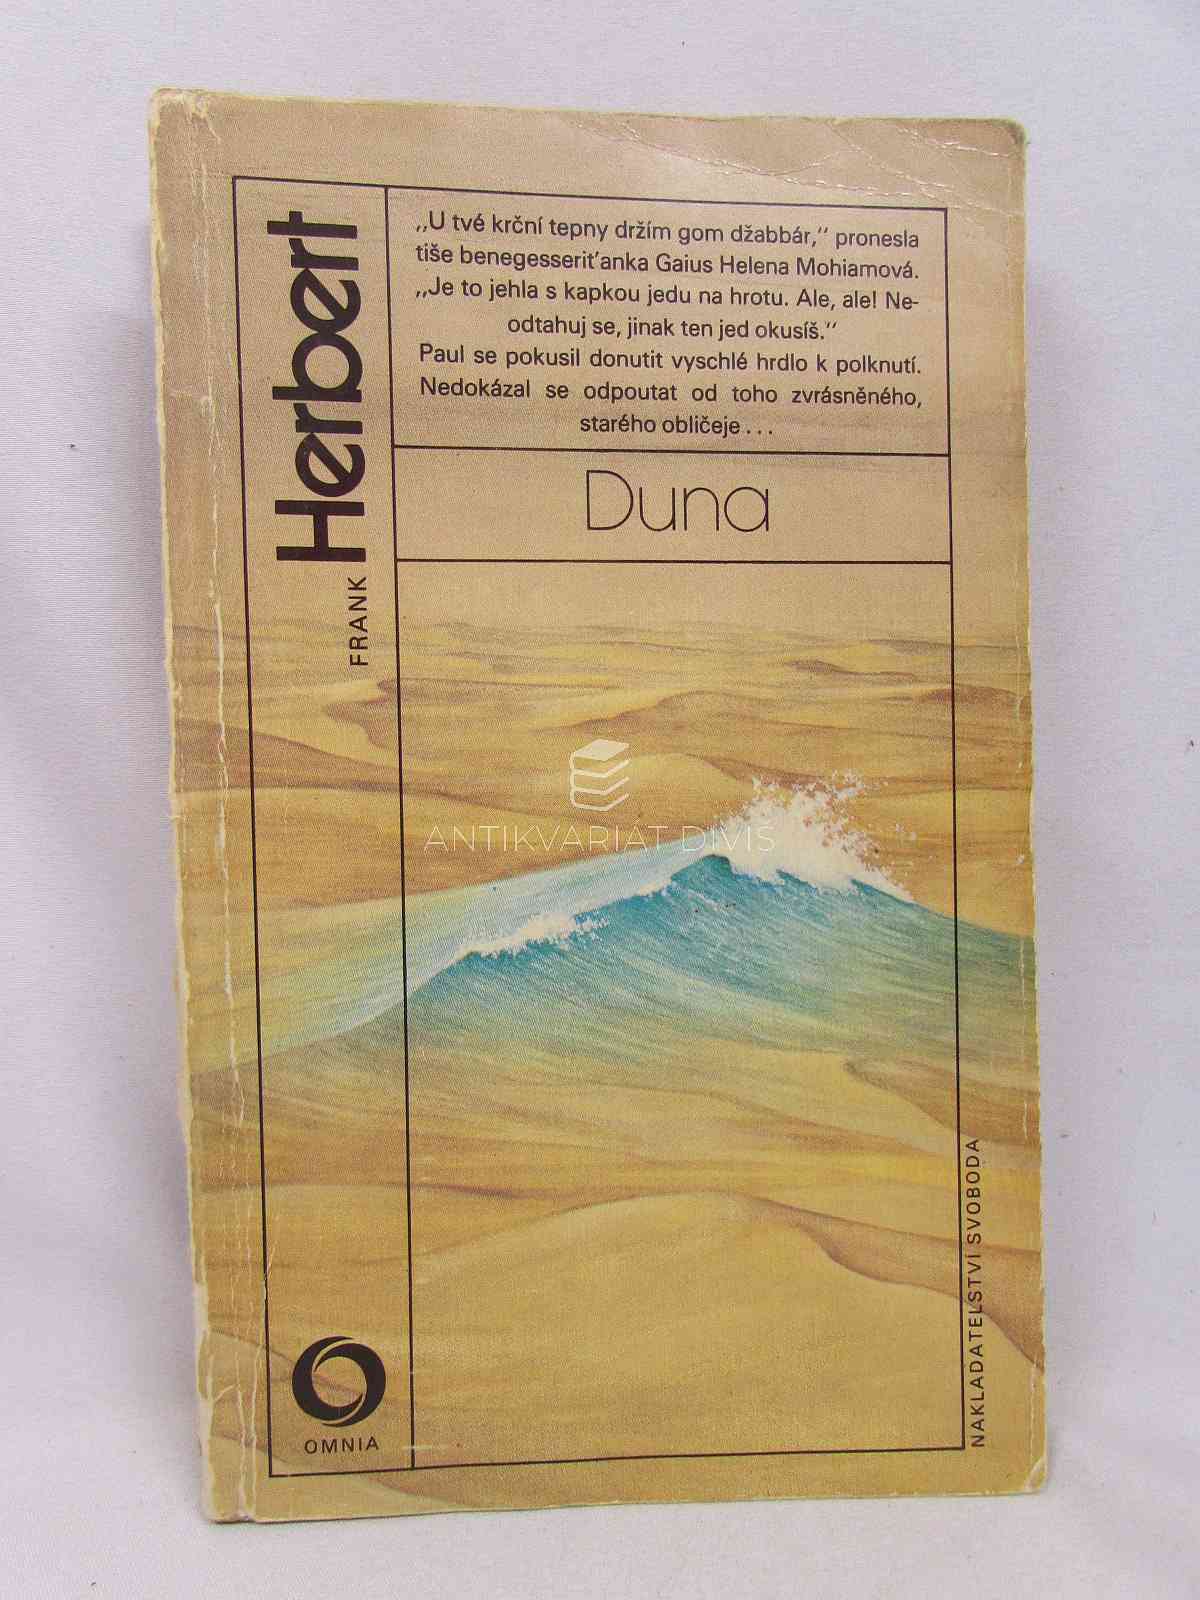 „U tvé krční tepny držím gom džabbár,“ pronesla
tiše benegesseriťanka Gaius Helena Mohiamová.
„Je to jehla s kapkou jedu na hrotu. Ale, ale! Ne-
odtahuj se, jinak ten jed okusíš.“
Paul se pokusil donutit vyschlé hrdlo k polknutí.
Nedokázal se odpoutat od toho zvrásněného,
starého obličeje...
FRANK Herbert
Duna
ANTIKVARIÁT DIVIŠ
NAKLADATELSTVÍ SVOBODA
OMNIA